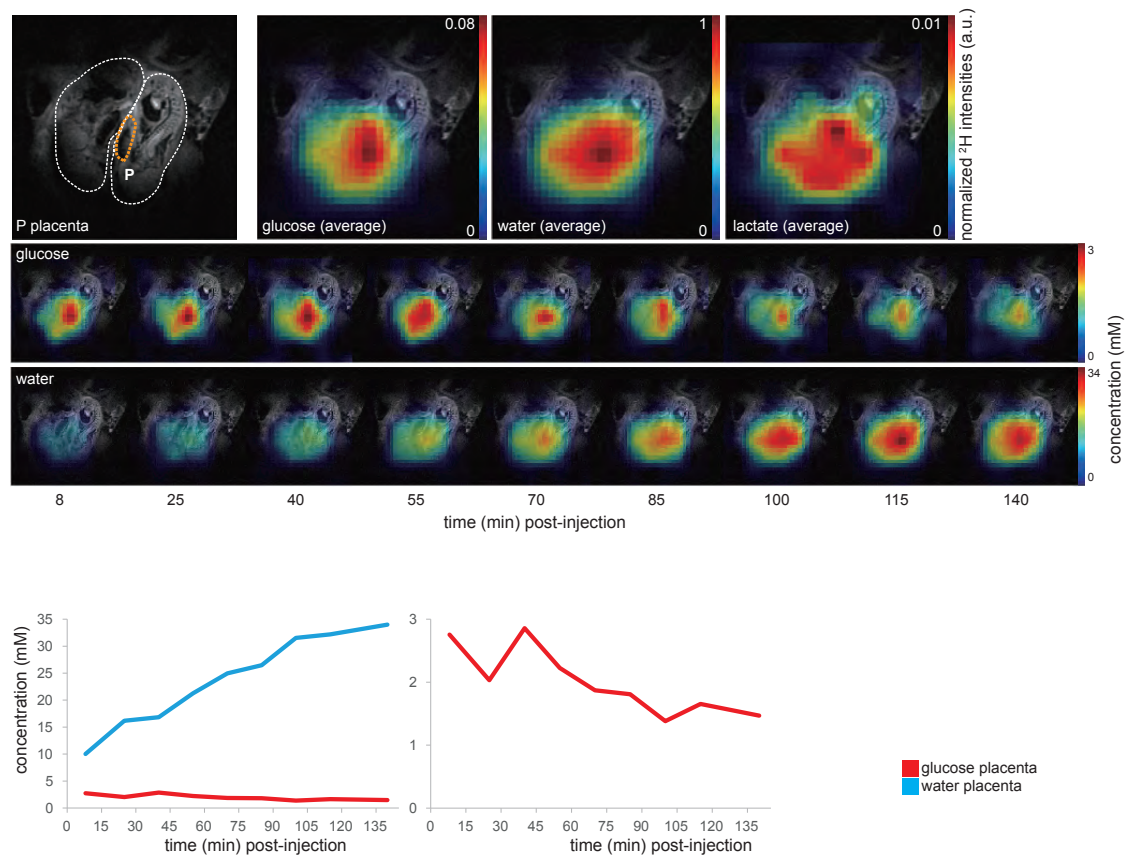 0.08
1
0.01
P
P placenta
glucose (average)
0
water (average)
0
lactate (average)
0
normalized ²H intensities (a.u.)
glucose
3
0
water
34
0
concentration (mM)
8 25 40 55 70 85 100 115 140
time (min) post-injection
35
30
25
20
15
10
5
0
concentration (mM)
0 15 30 45 60 75 90 105 120 135
time (min) post-injection
3
2
1
0
0 15 30 45 60 75 90 105 120 135
time (min) post-injection
glucose placenta
water placenta